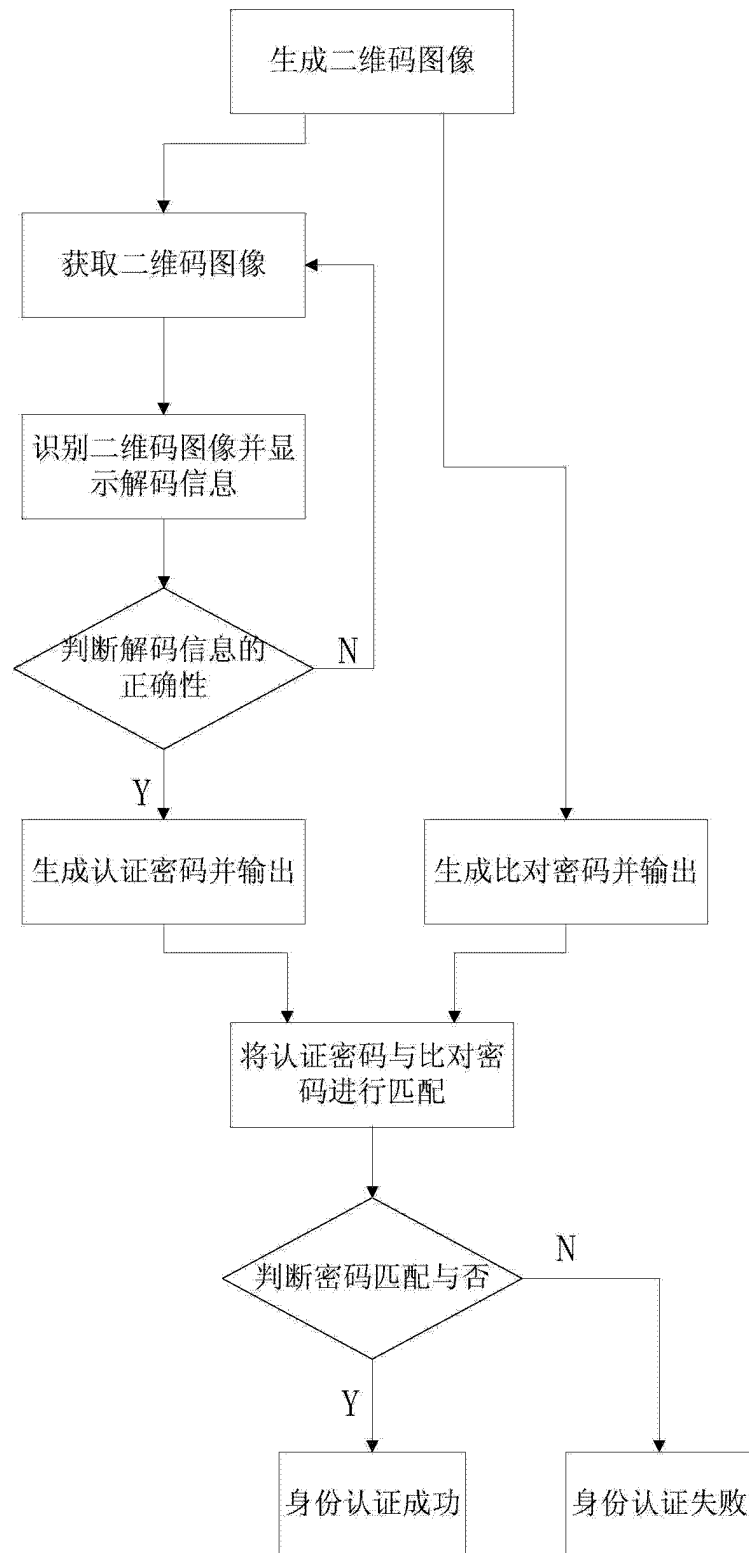 生成二维码图像
获取二维码图像
识别二维码图像并显
示解码信息
判断解码信息的
正确性
N
Y
生成认证密码并输出
生成比对密码并输出
将认证密码与比对密
码进行匹配
判断密码匹配与否
N
Y
身份认证成功
身份认证失败